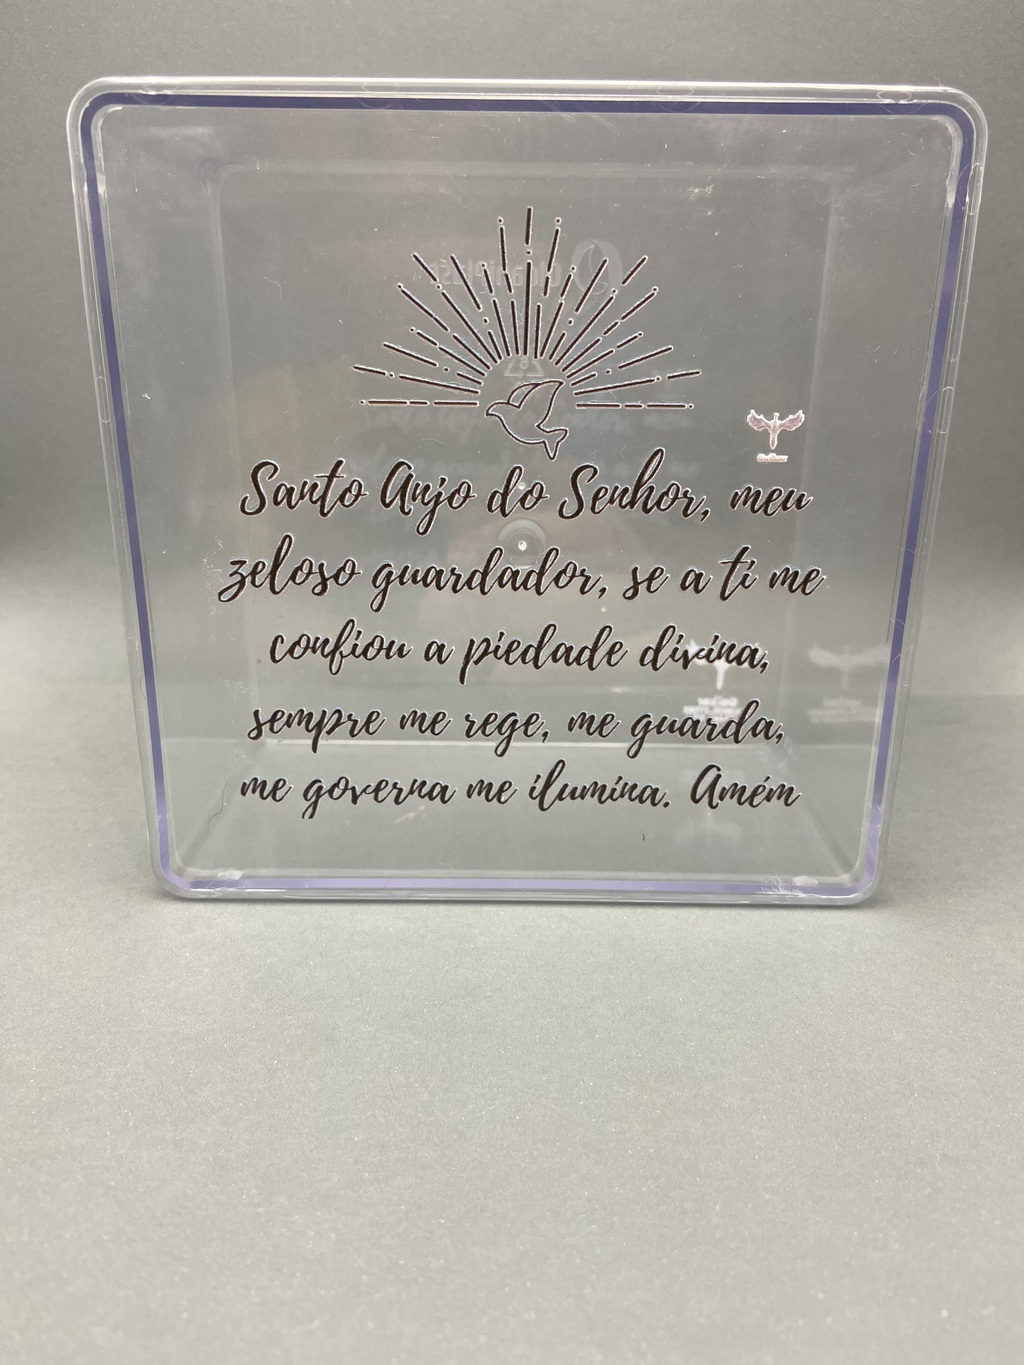 Santo Anjo do Senhor, meu
zeloso guardador, se a ti me
confiou a piedade divina,
sempre me rege, me guarda,
me governa me ilumina. Amém